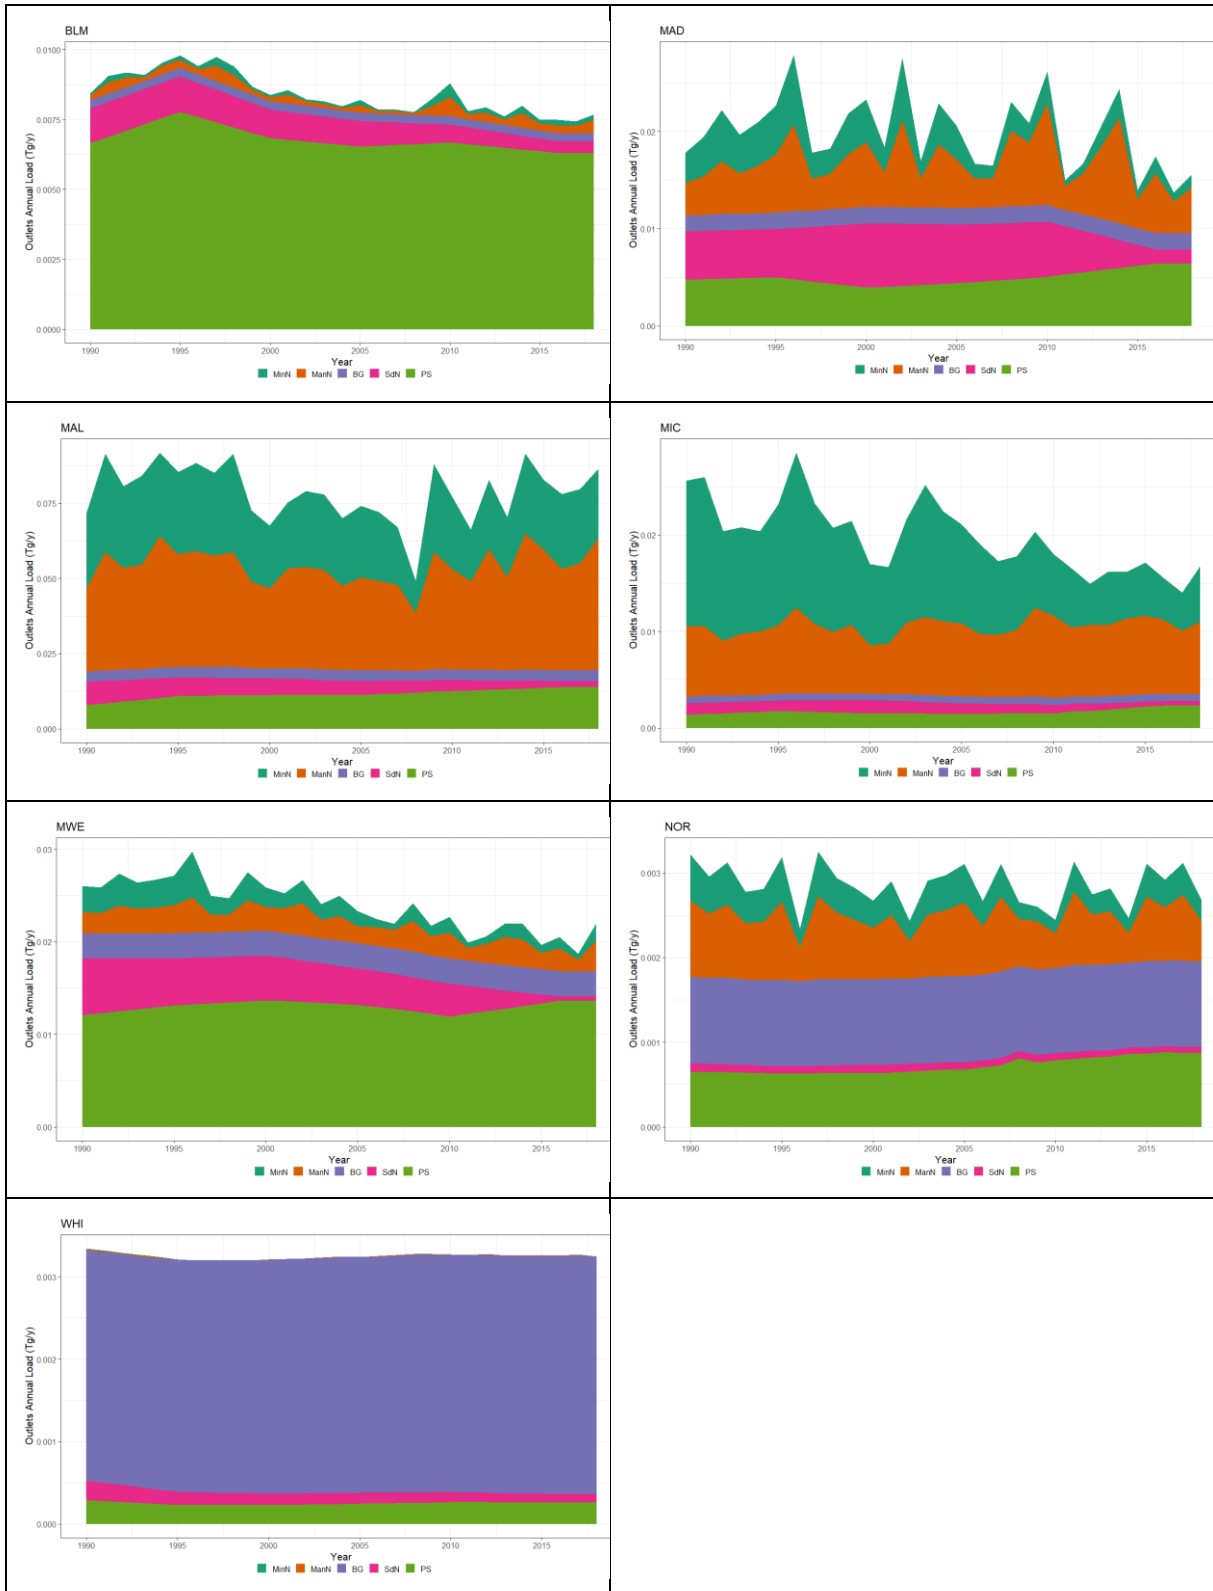 BLM
Outlets Annual Load (Tg/y)
0.0100
0.0075
0.0050
0.0025
0.0000
1990 1995 2000 2005 2010 2015
Year
MinN ManN BG SdN PS
MAD
Outlets Annual Load (Tg/y)
0.02
0.01
0.00
1990 1995 2000 2005 2010 2015
Year
MinN ManN BG SdN PS
MAL
Outlets Annual Load (Tg/y)
0.075
0.050
0.025
0.000
1990 1995 2000 2005 2010 2015
Year
MinN ManN BG SdN PS
MIC
Outlets Annual Load (Tg/y)
0.02
0.01
0.00
1990 1995 2000 2005 2010 2015
Year
MinN ManN BG SdN PS
MWE
Outlets Annual Load (Tg/y)
0.03
0.02
0.01
0.00
1990 1995 2000 2005 2010 2015
Year
MinN ManN BG SdN PS
NOR
Outlets Annual Load (Tg/y)
0.003
0.002
0.001
0.000
1990 1995 2000 2005 2010 2015
Year
MinN ManN BG SdN PS
WHI
Outlets Annual Load (Tg/y)
0.003
0.002
0.001
0.000
1990 1995 2000 2005 2010 2015
Year
MinN ManN BG SdN PS